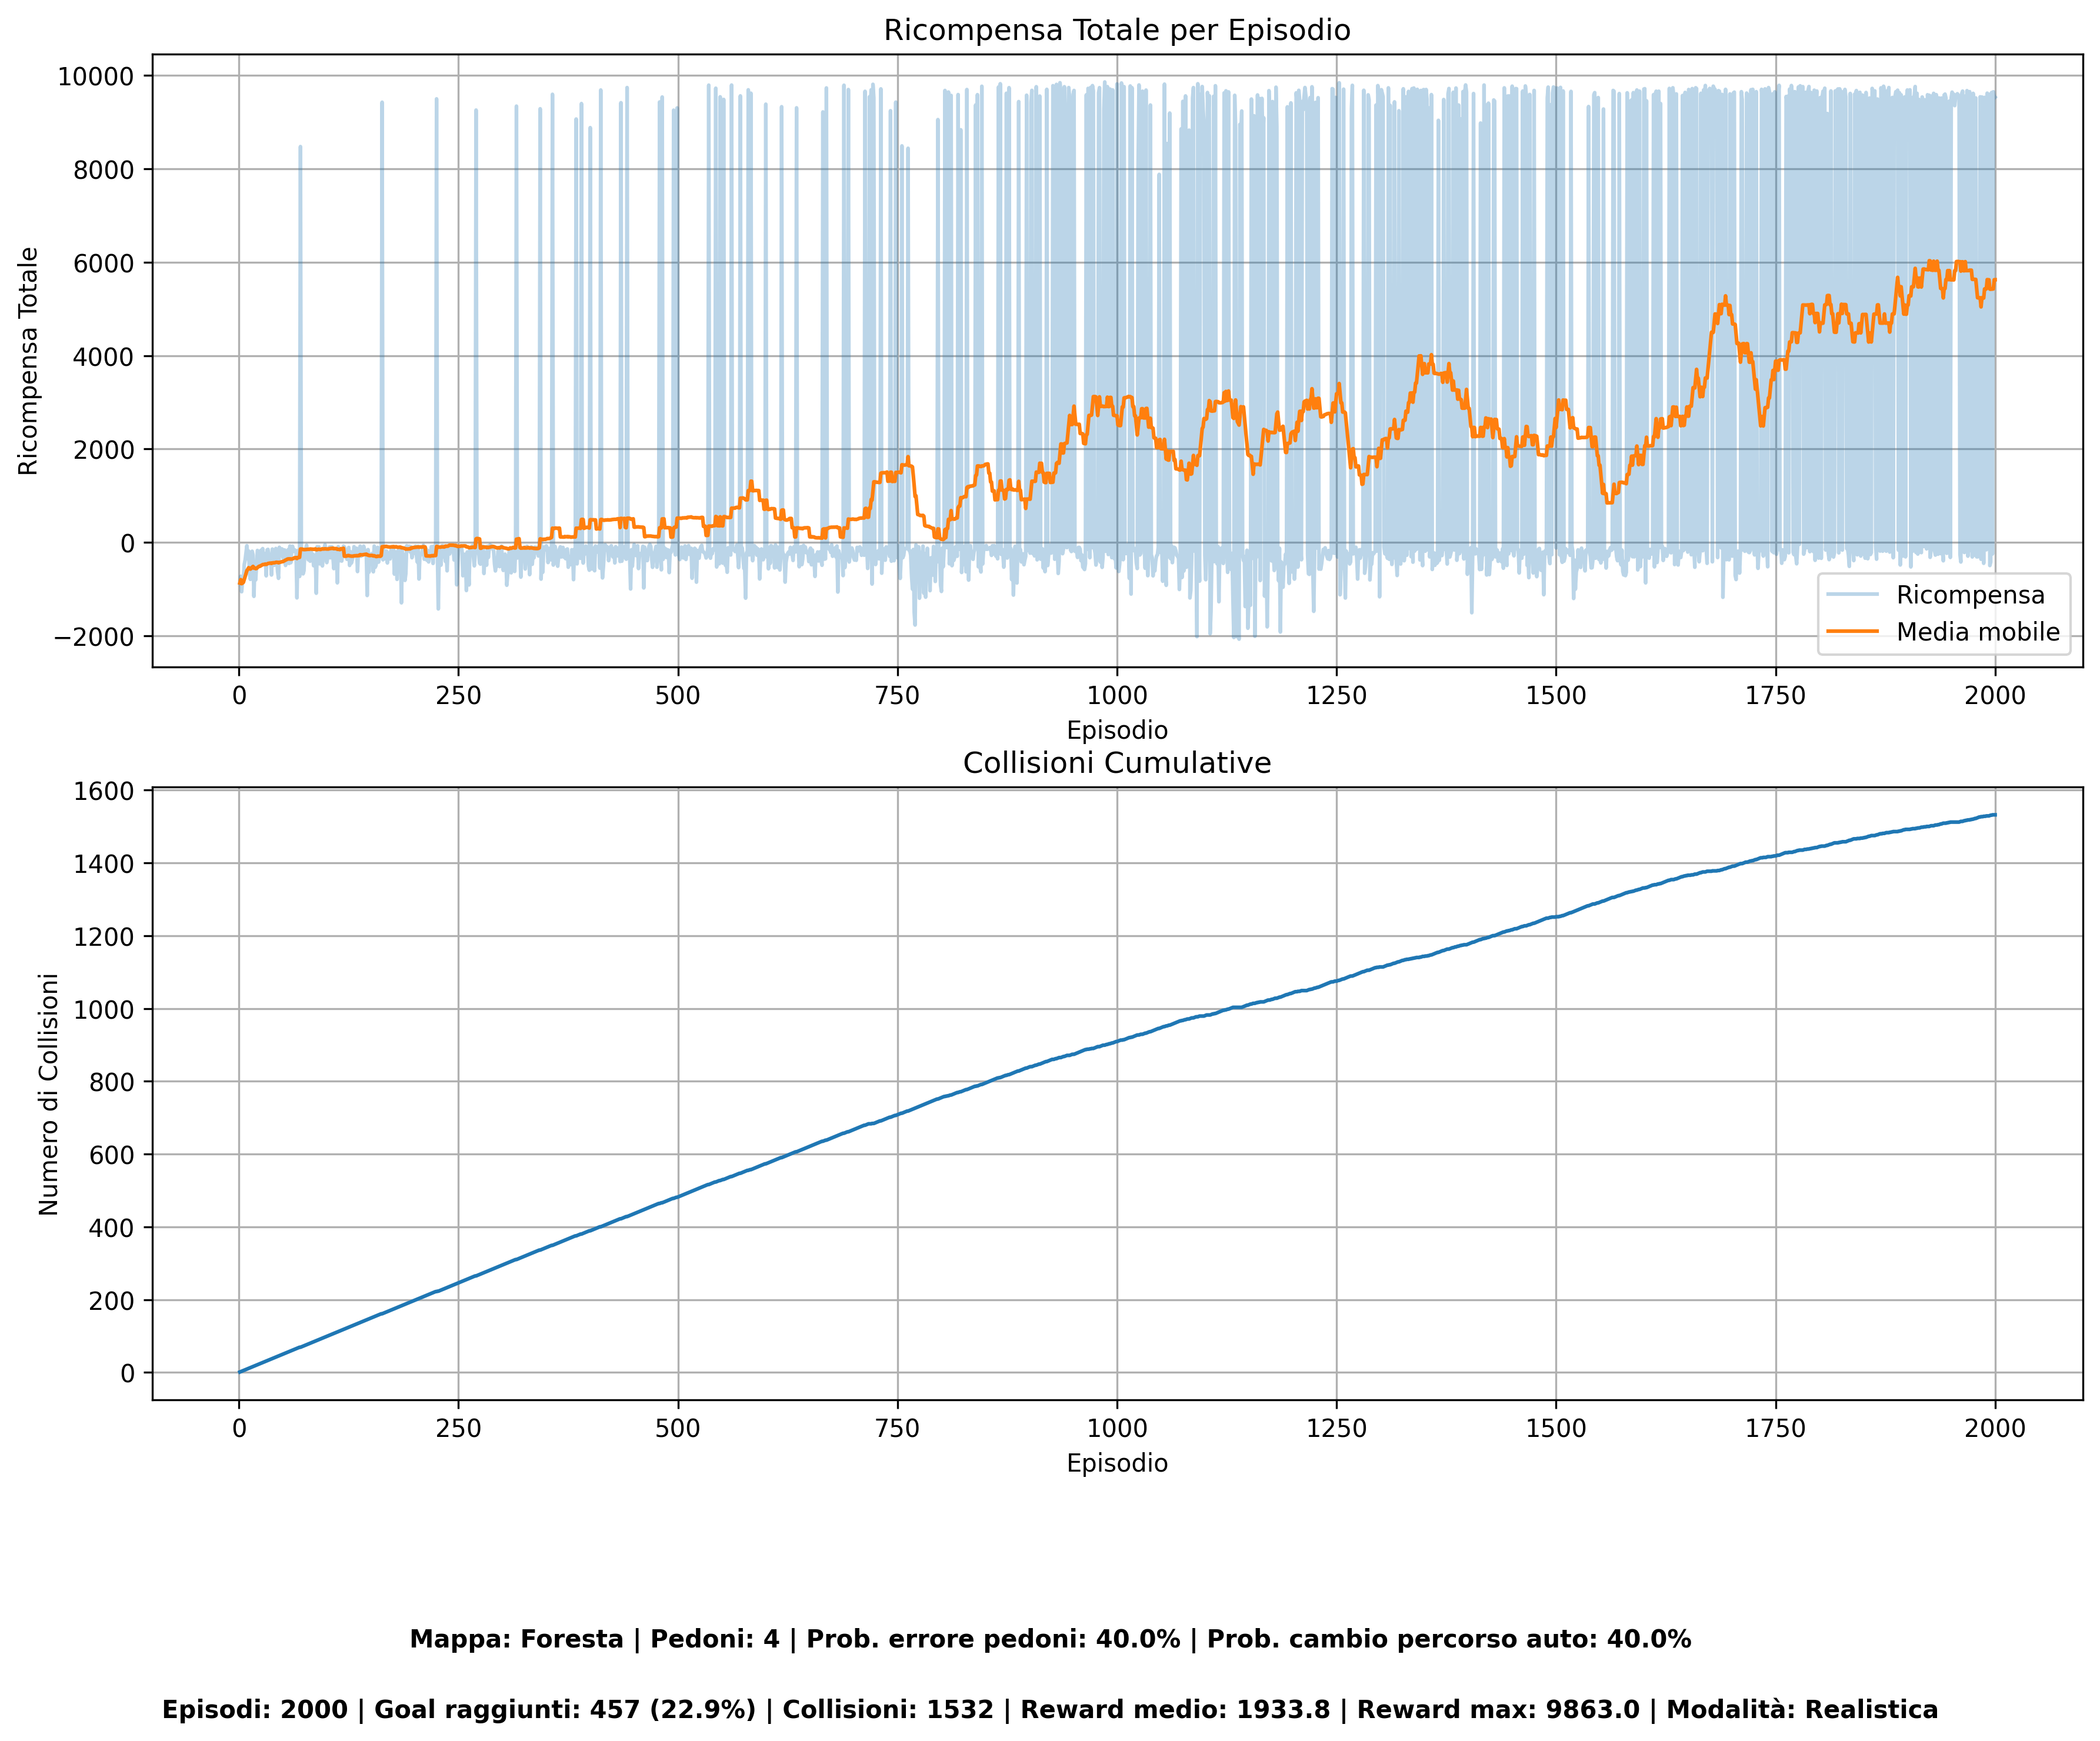 Ricompensa Totale per Episodio
Ricompensa Totale
10000
8000
6000
4000
2000
0
−2000
0 250 500 750 1000 1250 1500 1750 2000
Episodio
Ricompensa
Media mobile
Collisioni Cumulative
Numero di Collisioni
1600
1400
1200
1000
800
600
400
200
0
0 250 500 750 1000 1250 1500 1750 2000
Episodio
Mappa: Foresta | Pedoni: 4 | Prob. errore pedoni: 40.0% | Prob. cambio percorso auto: 40.0%
Episodi: 2000 | Goal raggiunti: 457 (22.9%) | Collisioni: 1532 | Reward medio: 1933.8 | Reward max: 9863.0 | Modalità: Realistica